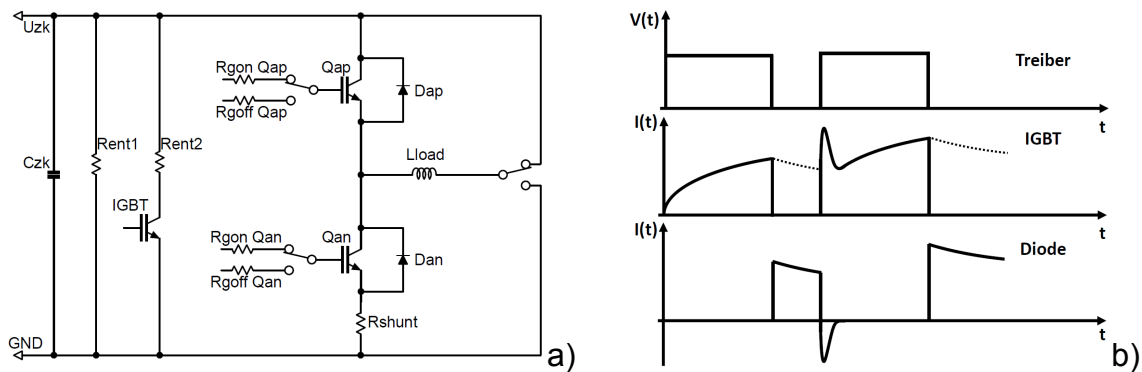 Uzk
Rgon Qap
Qap
Rgoff Qap
Dap
Rent1
Rent2
Czk
Lload
IGBT
Rgon Qan
Qan
Rgoff Qan
Dan
Rshunt
GND
a)
V(t)
Treiber
t
I(t)
IGBT
t
I(t)
Diode
t
b)